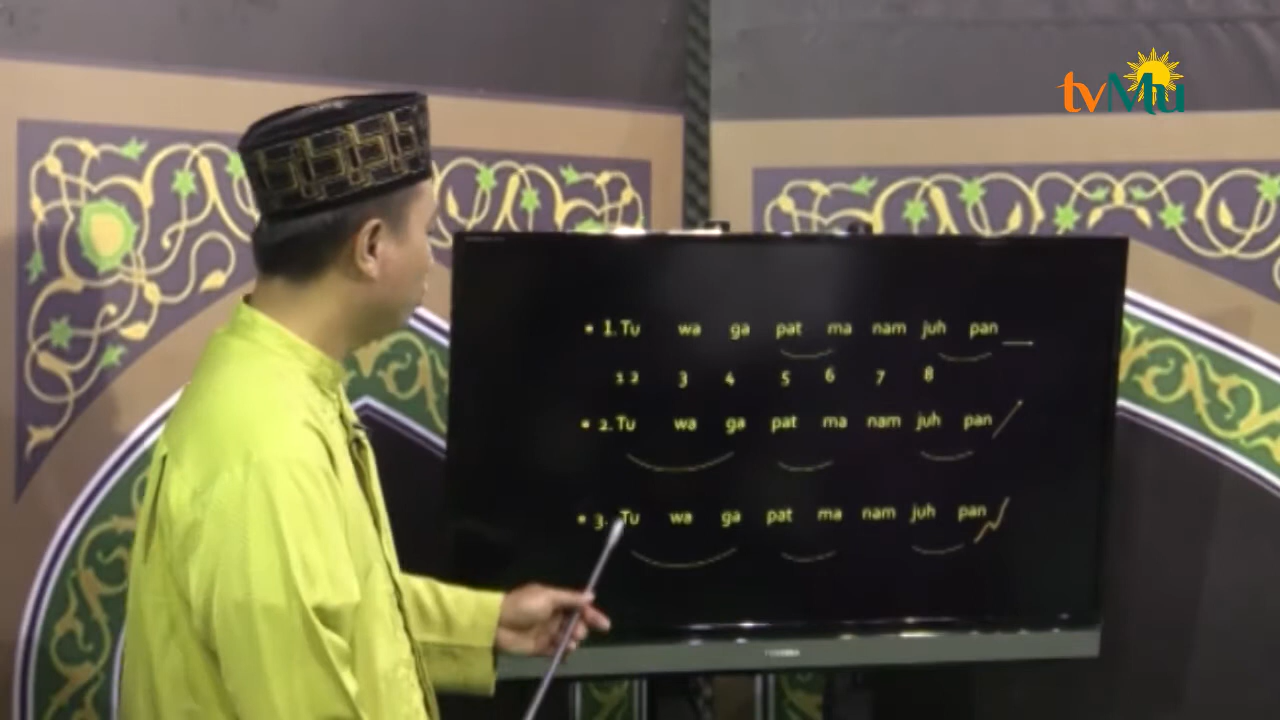 tvMu
• 1. Tu wa ga pat ma nam juh pan
1 2 3 4 5 6 7 8
• 2. Tu wa ga pat ma nam juh pan
• 3. Tu wa ga pat ma nam juh pan
TOSHIBA